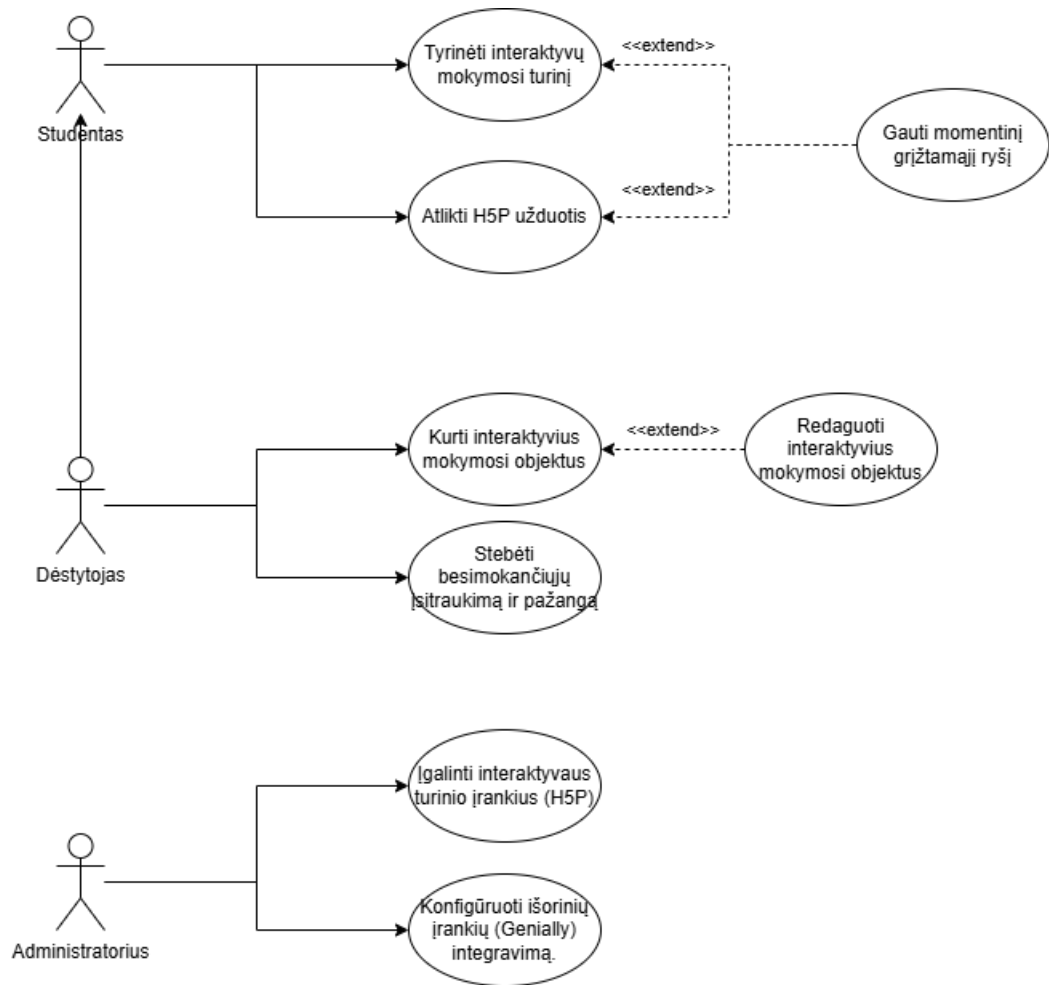 Studentas
Tyrinėti interaktyvų
mokymosi turinį
<<extend>>
Gauti momentinį
grįžtamąjį ryšį
<<extend>>
Atlikti H5P užduotis
Dėstytojas
Kurti interaktyvius
mokymosi objektus
<<extend>>
Redaguoti
interaktyvius
mokymosi objektus
Stebėti
besimokančiųjų
įsitraukimą ir pažangą
Administratorius
Įgalinti interaktyvaus
turinio įrankius (H5P)
Konfigūruoti išorinių
įrankių (Genially)
integravimą.